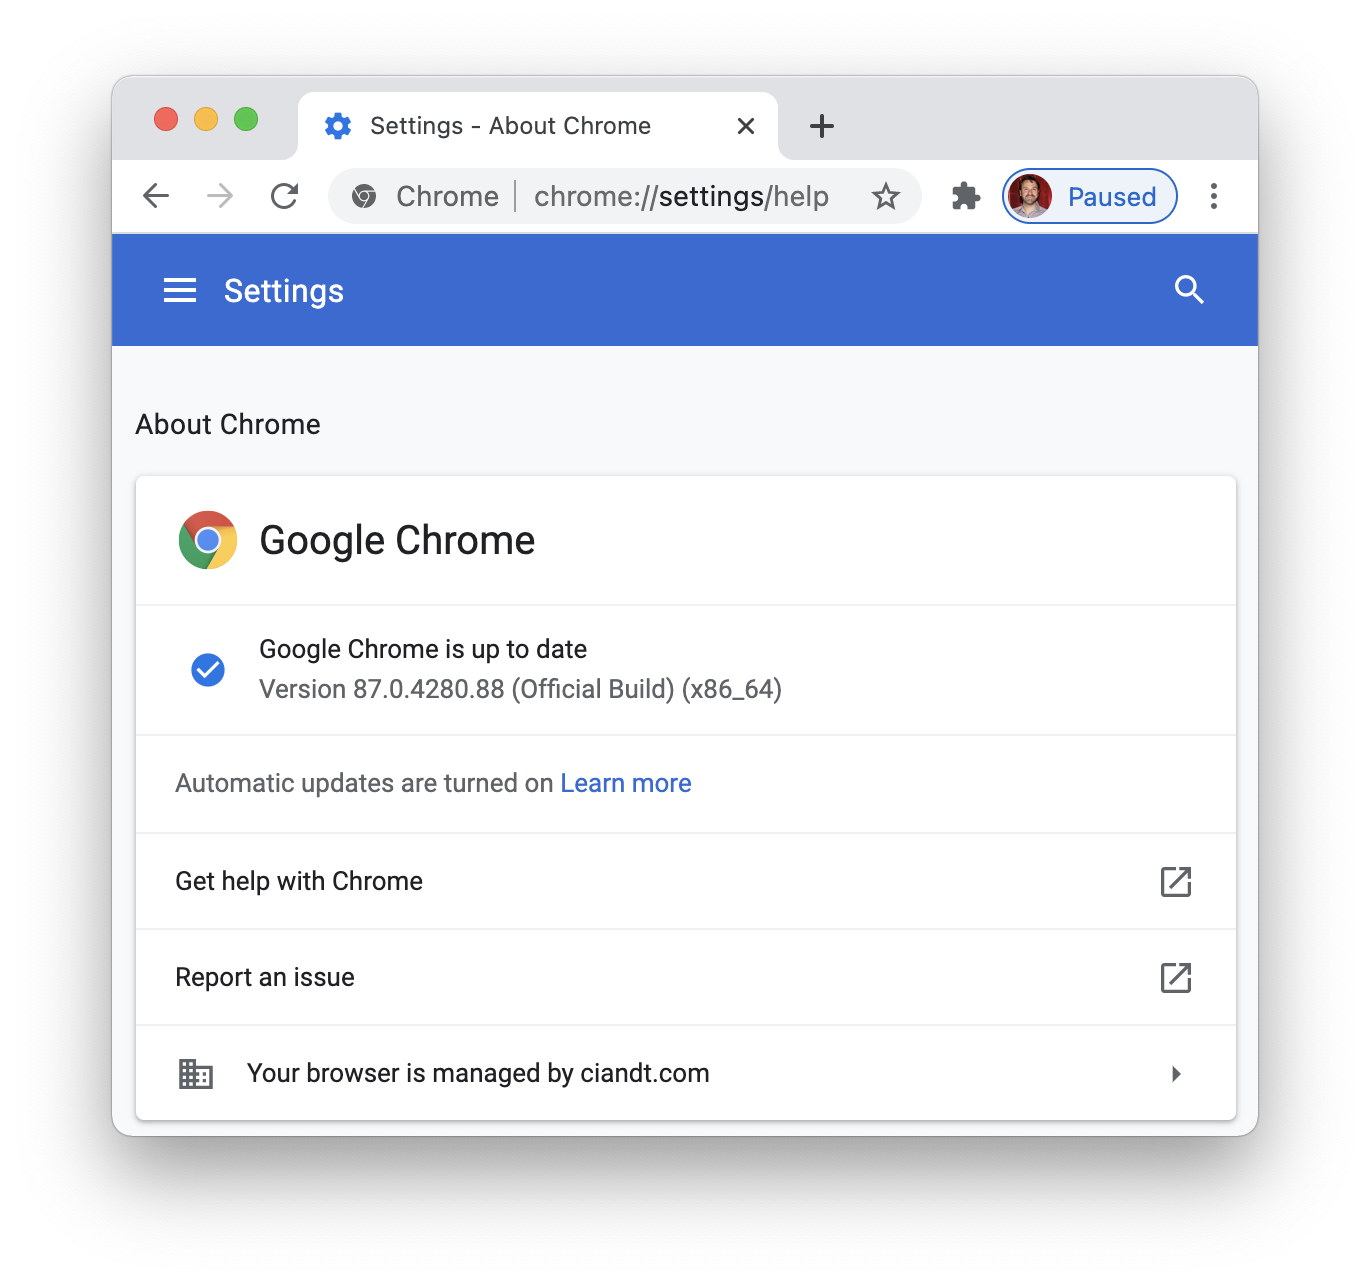 Settings - About Chrome
Chrome | chrome://settings/help
Paused
Settings
About Chrome
Google Chrome
Google Chrome is up to date
Version 87.0.4280.88 (Official Build) (x86_64)
Automatic updates are turned on Learn more
Get help with Chrome
Report an issue
Your browser is managed by ciandt.com